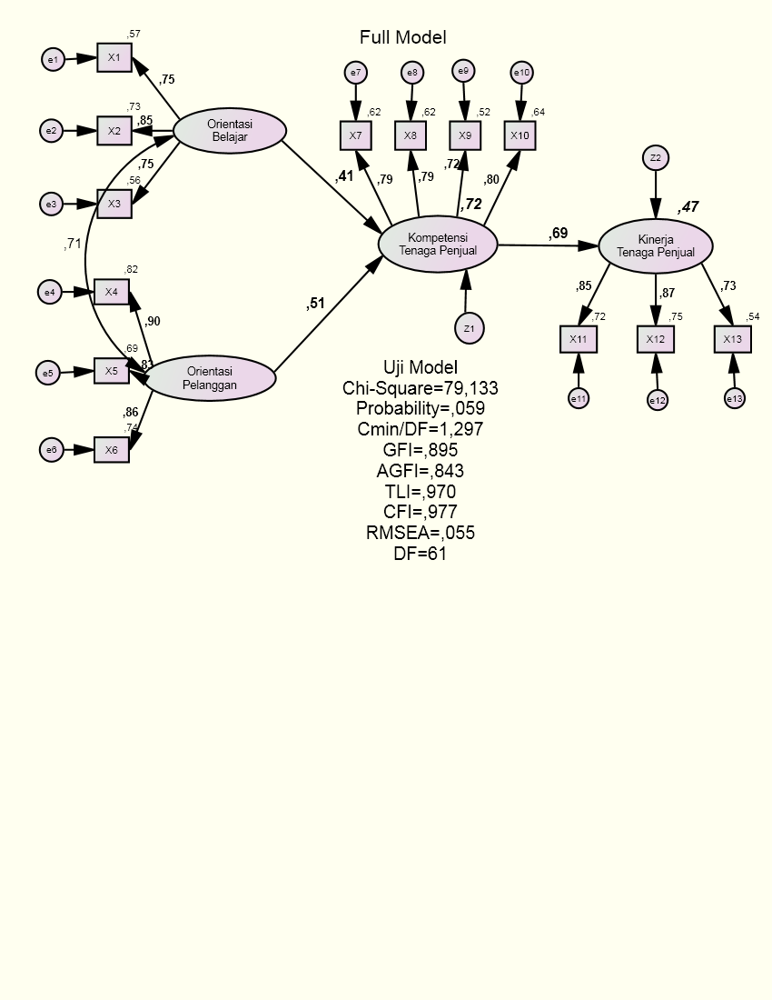 Full Model
,57
e1
X1
,75
,73
e2
X2
,85
Orientasi
Belajar
,75
,56
e3
X3
,71
,82
e4
X4
,90
,69
e5
X5
,83
Orientasi
Pelanggan
,86
,74
e6
X6
,41
,51
e7
e8
e9
e10
,62
,62
,52
,64
X7
X8
X9
X10
,79
,79
,72
,80
,72
Kompetensi
Tenaga Penjual
Z1
,69
Z2
,47
Kinerja
Tenaga Penjual
,85
,87
,73
,72
,75
,54
X11
X12
X13
e11
e12
e13
Uji Model
Chi-Square=79,133
Probability=,059
Cmin/DF=1,297
GFI=,895
AGFI=,843
TLI=,970
CFI=,977
RMSEA=,055
DF=61